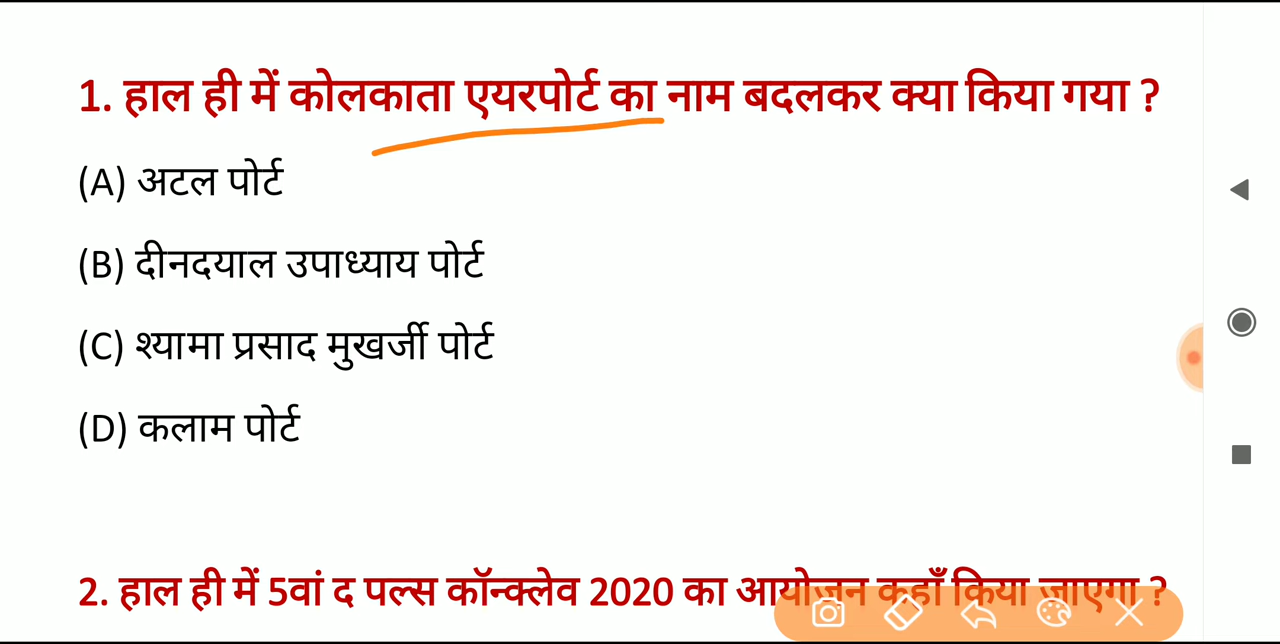 1. हाल ही में कोलकाता एयरपोर्ट का नाम बदलकर क्या किया गया ?
(A) अटल पोर्ट
(B) दीनदयाल उपाध्याय पोर्ट
(C) श्यामा प्रसाद मुखर्जी पोर्ट
(D) कलाम पोर्ट
2. हाल ही में 5वां द पल्स कॉन्क्लेव 2020 का आयोजन कहाँ किया जाएगा ?